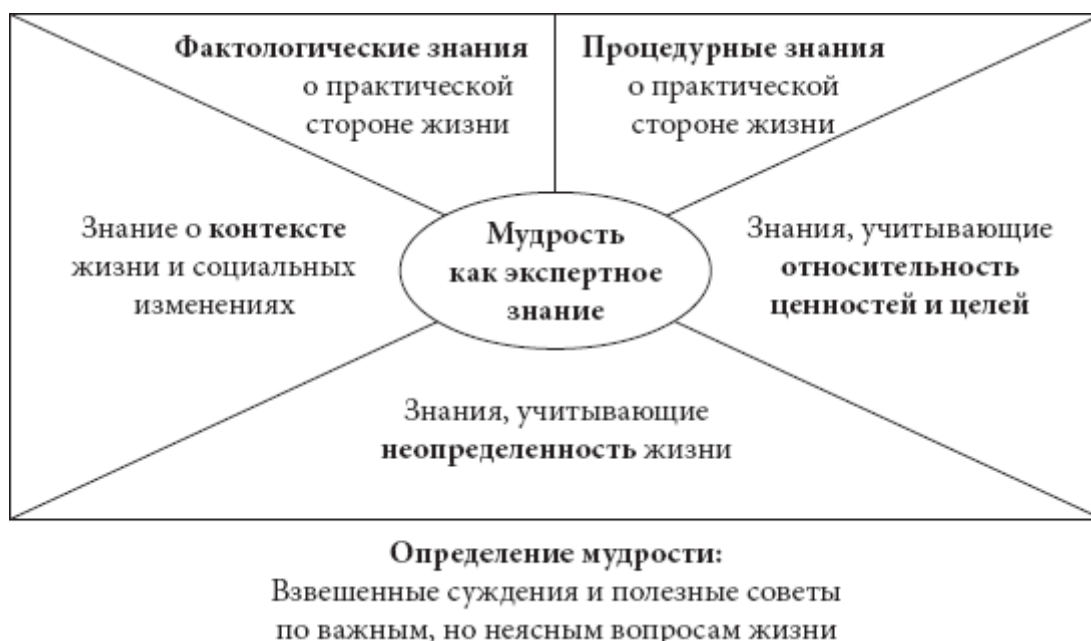 Фактологические знания
о практической
стороне жизни
Процедурные знания
о практической
стороне жизни
Знание о контексте
жизни и социальных
изменениях
Мудрость
как экспертное
знание
Знания, учитывающие
относительность
ценностей и целей
Знания, учитывающие
неопределенность жизни
Определение мудрости:
Взвешенные суждения и полезные советы
по важным, но неясным вопросам жизни